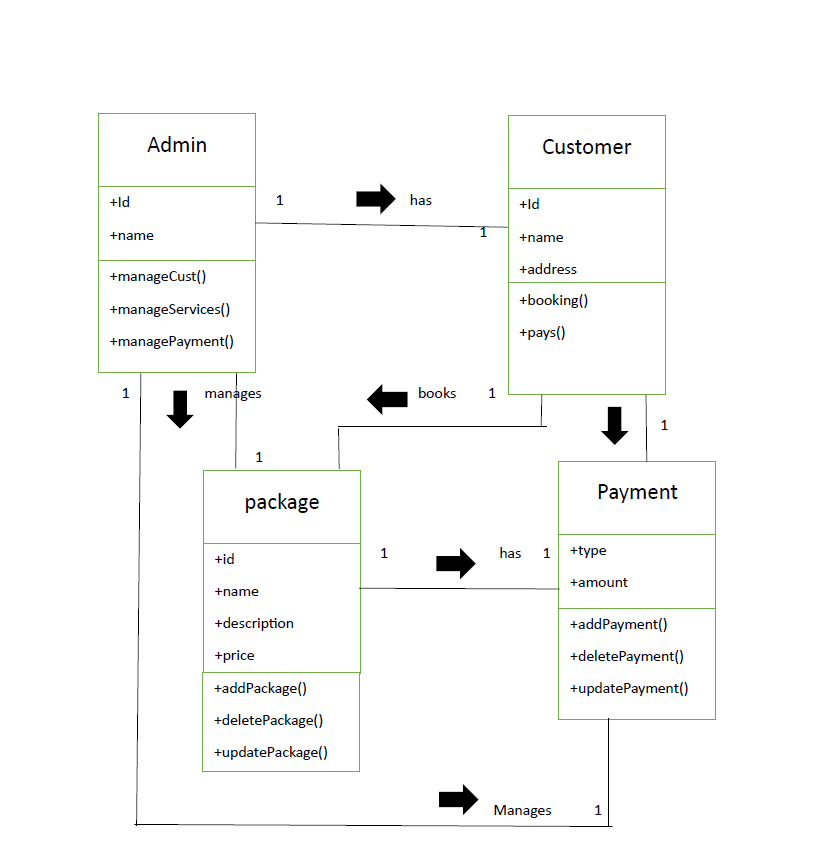 Admin
+Id
+name
+manageCust()
+manageServices()
+managePayment()
1
has
1
Customer
+Id
+name
+address
+booking()
+pays()
1
manages
books
1
1
1
package
+id
+name
+description
+price
+addPackage()
+deletePackage()
+updatePackage()
1
has
1
Payment
+type
+amount
+addPayment()
+deletePayment()
+updatePayment()
Manages
1